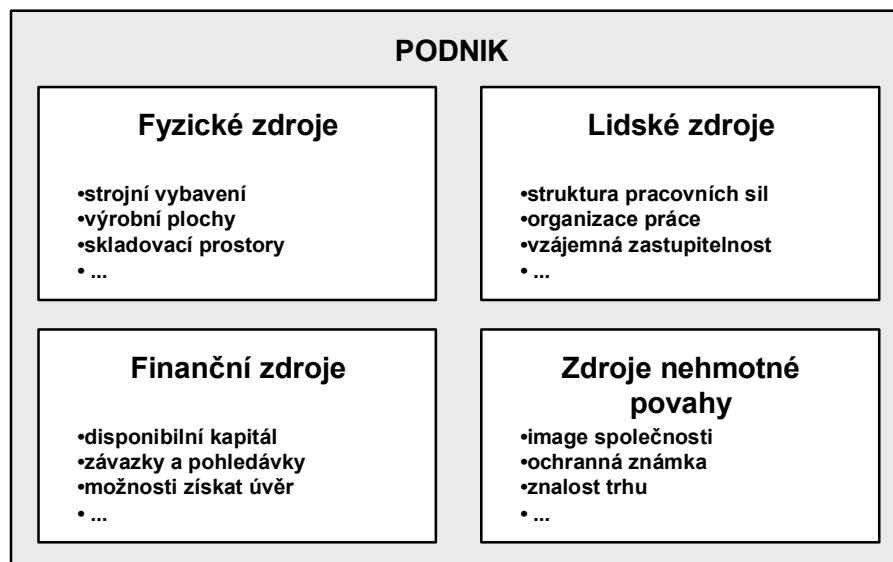 PODNIK
Fyzické zdroje
•strojní vybavení
•výrobní plochy
•skladovací prostory
• ...
Lidské zdroje
•struktura pracovních sil
•organizace práce
•vzájemná zastupitelnost
• ...
Finanční zdroje
•disponibilní kapitál
•závazky a pohledávky
•možnosti získat úvěr
• ...
Zdroje nehmotné
povahy
•image společnosti
•ochranná známka
•znalost trhu
• ...